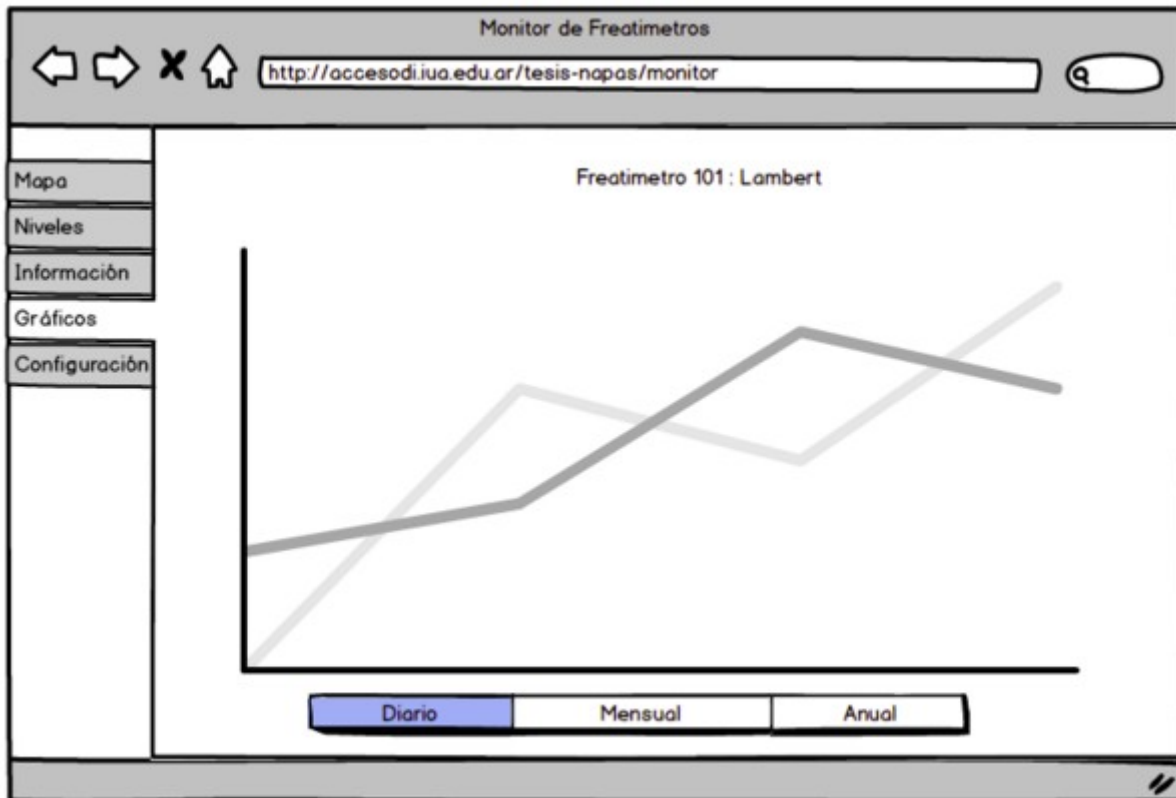 Monitor de Freatimetros
http://accesodi.iua.edu.ar/tesis-napas/monitor
Mapa
Niveles
Información
Gráficos
Configuración
Freatimetro 101 : Lambert
Diario
Mensual
Anual